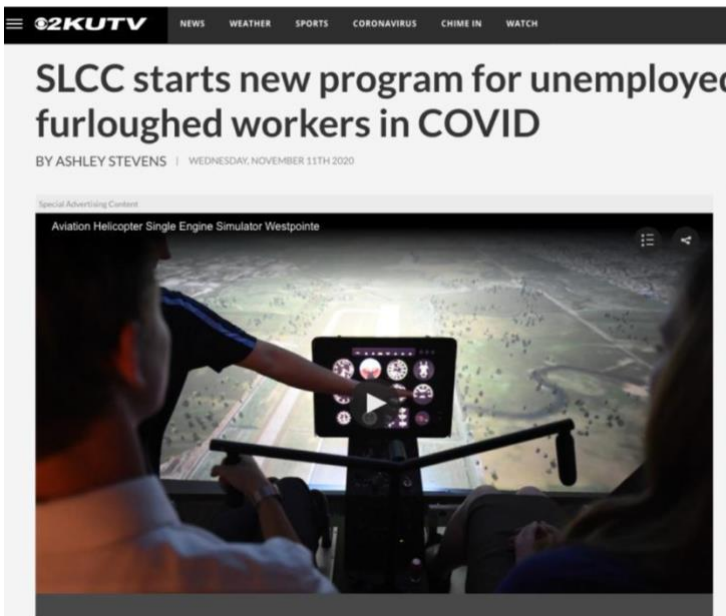 2KUTV
NEWS WEATHER SPORTS CORONAVIRUS CHIME IN WATCH
SLCC starts new program for unemployed
furloughed workers in COVID
BY ASHLEY STEVENS | WEDNESDAY, NOVEMBER 11TH 2020
Special Advertising Content
Aviation Helicopter Single Engine Simulator Westpointe